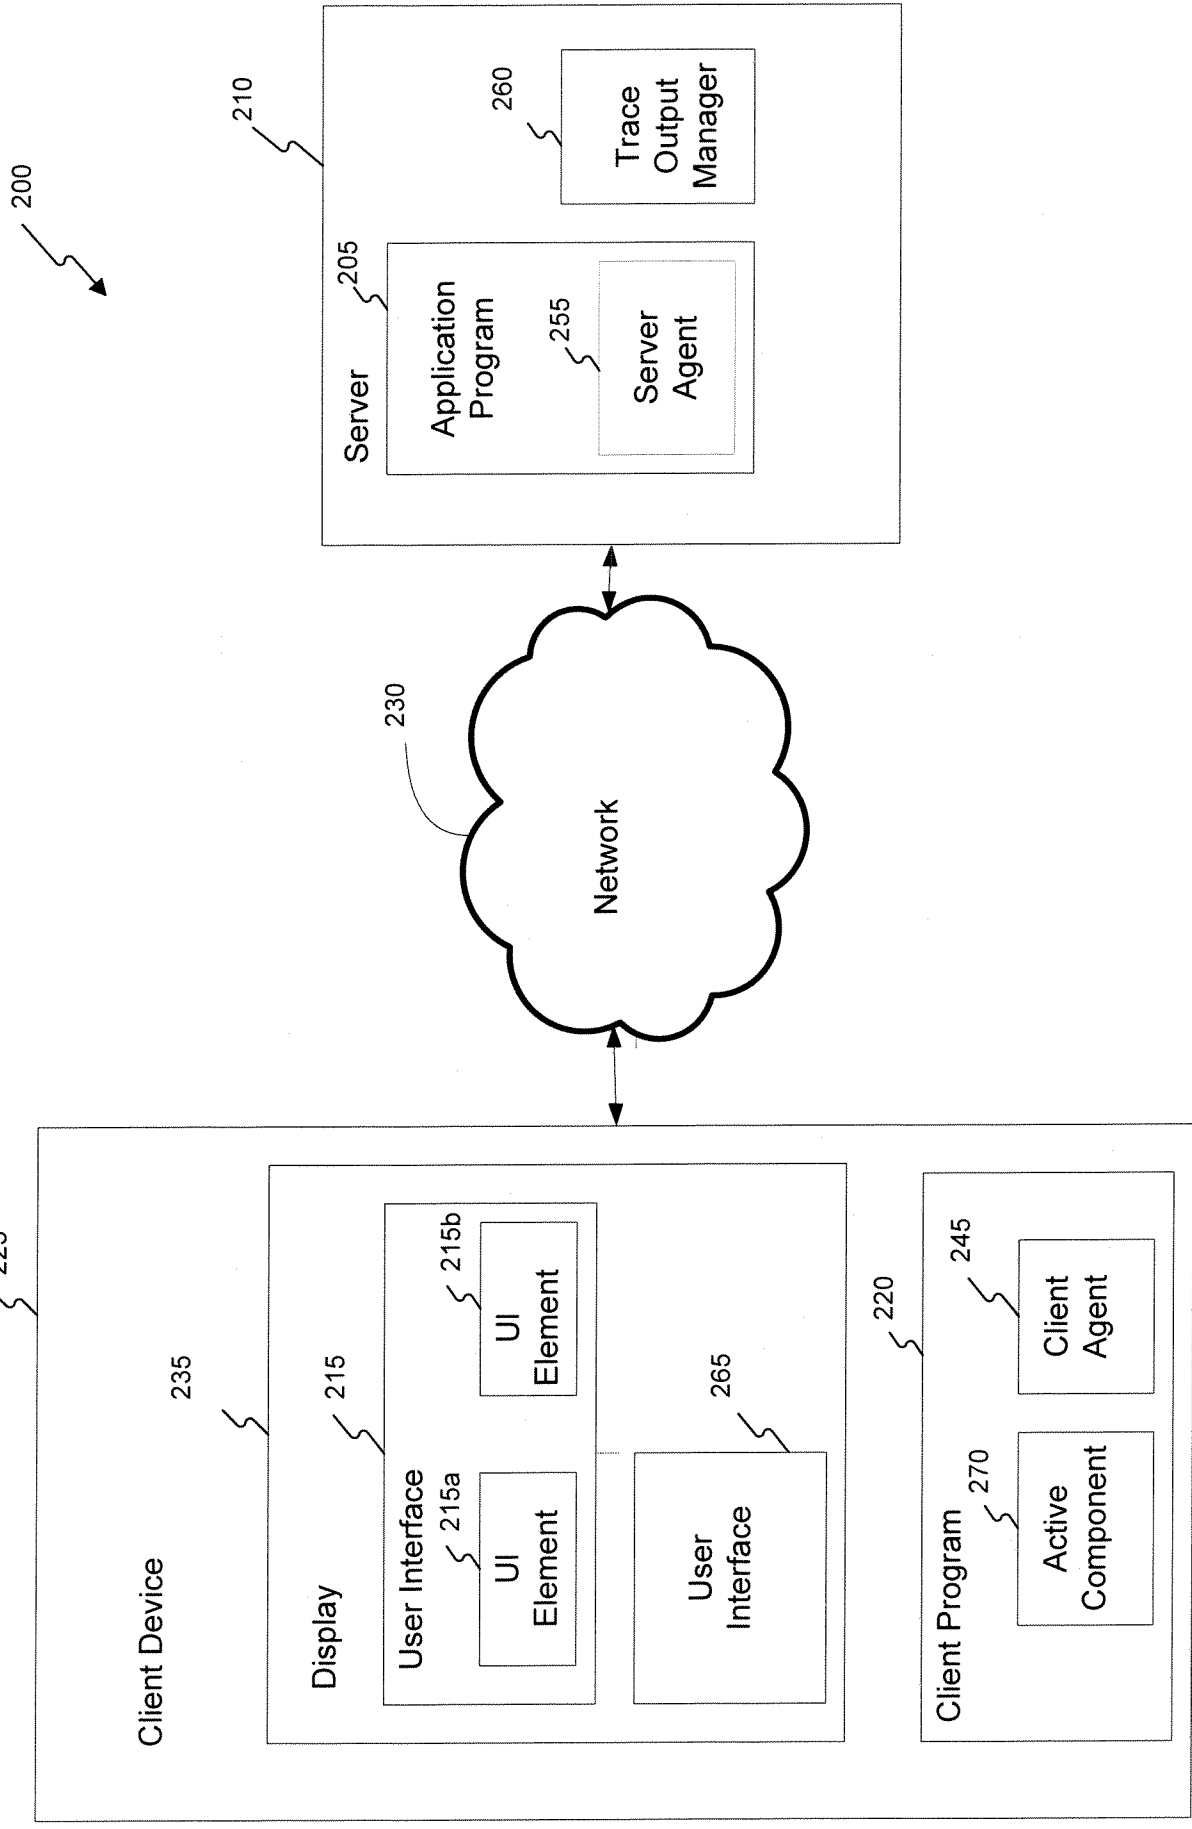 200
Client Device
235
Display
215
User Interface
215a
UI
Element
215b
UI
Element
265
User
Interface
220
Client Program
270
Active
Component
245
Client
Agent
230
Network
210
Server
205
Application
Program
255
Server
Agent
260
Trace
Output
Manager